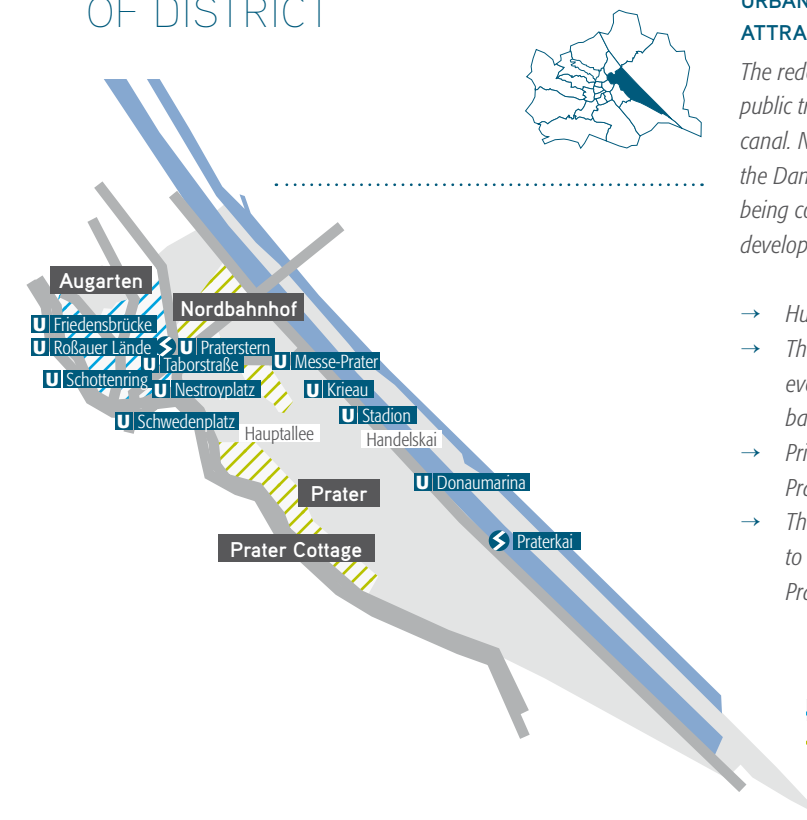 OF DISTRICT
URBAN
ATTRA
The rede
public tr
canal. N
the Dan
being co
develop
→ Hu
→ Th
eve
ba
→ Pri
Pro
→ Th
to
Pro
Augarten
Nordbahnhof
U Friedensbrücke
U Roßauer Lände
U Praterstern
U Taborstraße
U Messe-Prater
U Schottenring
U Nestroyplatz
U Krieau
U Schwedenplatz
U Stadion
Hauptallee
Handelskai
U Donaumarina
Prater
S Praterkai
Prater Cottage